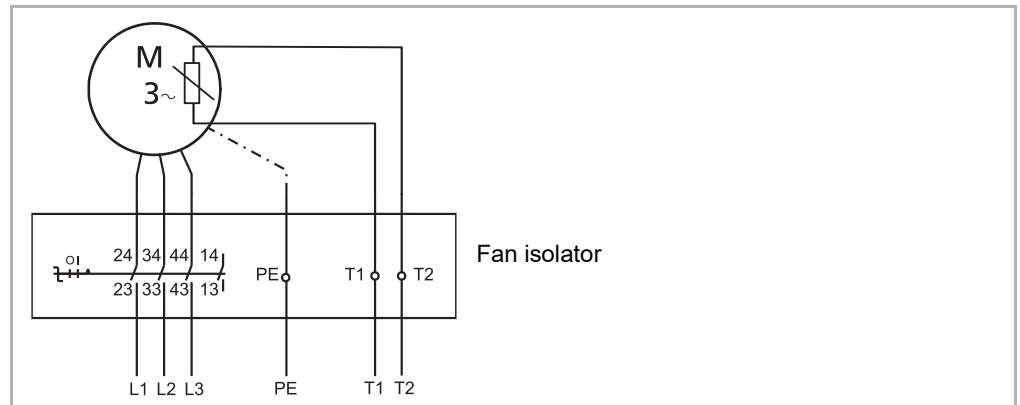 M
3~
Fan isolator
O I
24 34 44 14
PE T1 T2
23 33 43 13
L1 L2 L3 PE T1 T2